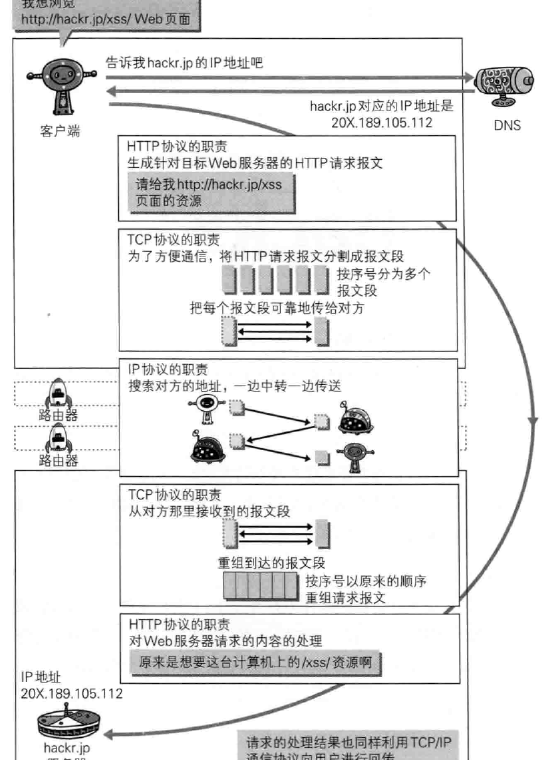 我想浏览
http://hackr.jp/xss/ Web 页面
告诉我 hackr.jp 的 IP 地址吧
hackr.jp 对应的 IP 地址是
20X.189.105.112
客户端
DNS
HTTP 协议的职责
生成针对目标 Web 服务器的 HTTP 请求报文
请给我 http://hackr.jp/xss
页面的资源
TCP 协议的职责
为了方便通信，将 HTTP 请求报文分割成报文段
按序号分为多个
报文段
把每个报文段可靠地传给对方
IP 协议的职责
搜索对方的地址，一边中转一边传送
路由器
路由器
TCP 协议的职责
从对方那里接收到的报文段
重组到达的报文段
按序号以原来的顺序
重组请求报文
HTTP 协议的职责
对 Web 服务器请求的内容的处理
原来是想要这台计算机上的 /xss/ 资源啊
IP 地址
20X.189.105.112
hackr.jp
请求的处理结果也同样利用 TCP/IP
通信协议向用户进行回传